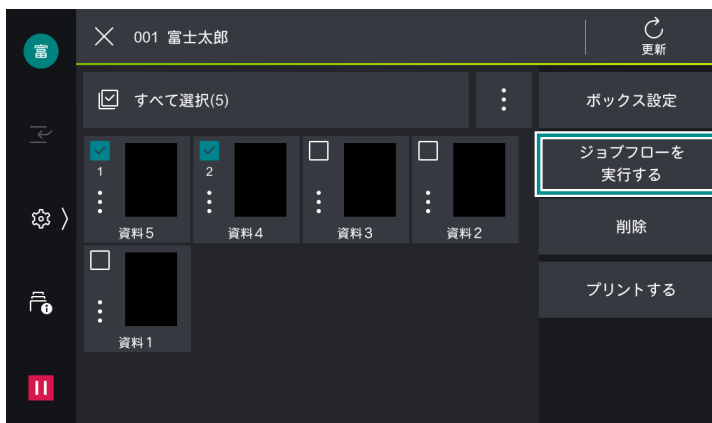 富
001 富士太郎
更新
すべて選択(5)
ボックス設定
1
2
ジョブフローを
実行する
資料5
資料4
資料3
資料2
削除
プリントする
資料1